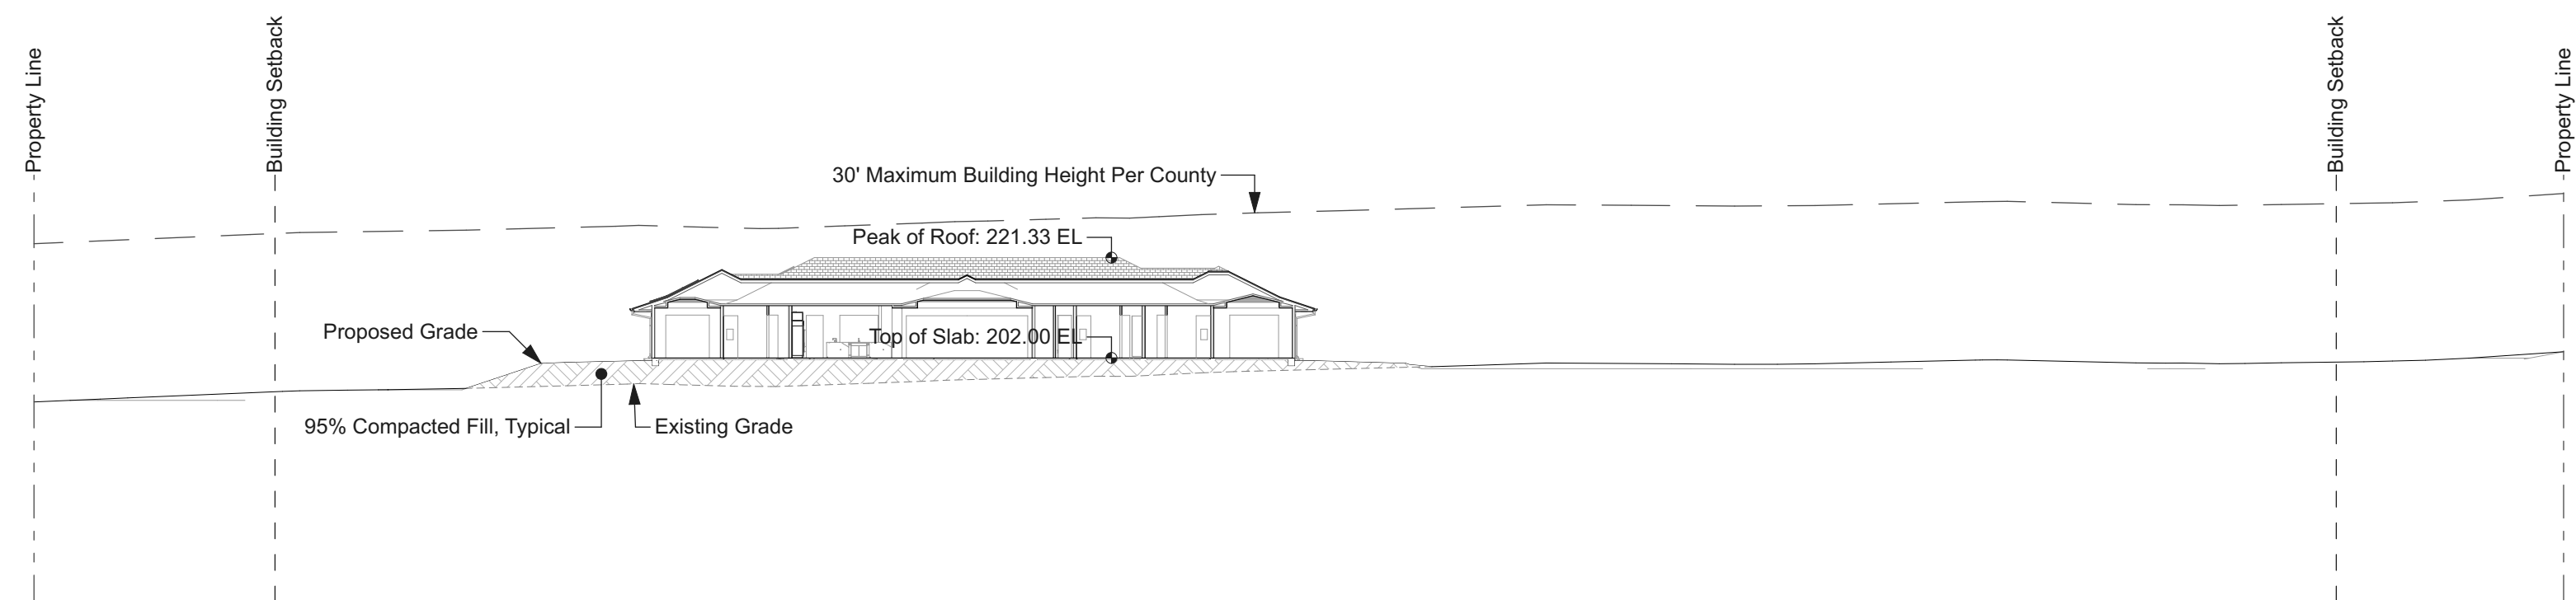 Property Line
Building Setback
Building Setback
Property Line
30' Maximum Building Height Per County
Peak of Roof: 221.33 EL
Proposed Grade
Top of Slab: 202.00 EL
95% Compacted Fill, Typical
Existing Grade